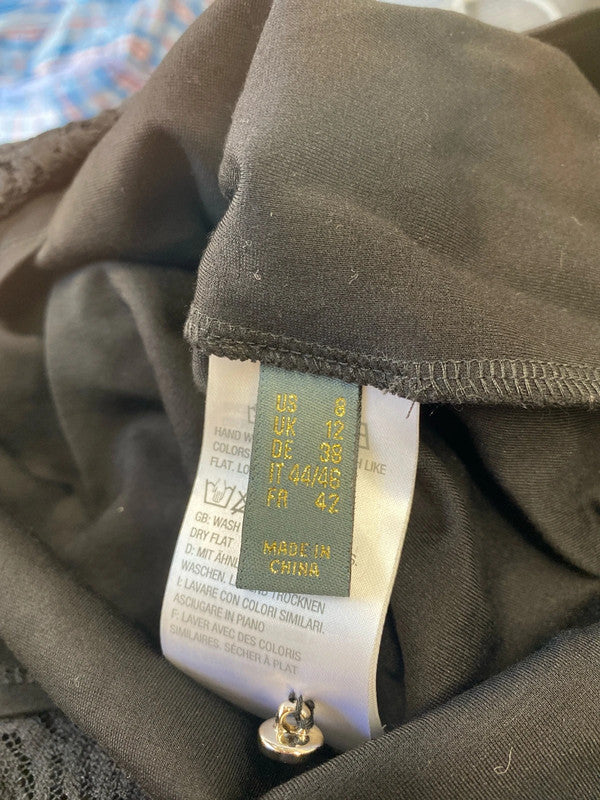 US 8
UK 12
DE 38
IT 44/46
FR 42
MADE IN
CHINA
HAND W
COLORS
H LIKE
FLAT. LO
GB: WASH
S.
DRY FLAT
D: MIT ÄHNL
WASCHEN. L ND TROCKNEN
I: LAVARE CON COLORI SIMILARI.
ASCIUGARE IN PIANO
F: LAVER AVEC DES COLORIS
SIMILAIRES. SÉCHER À PLAT